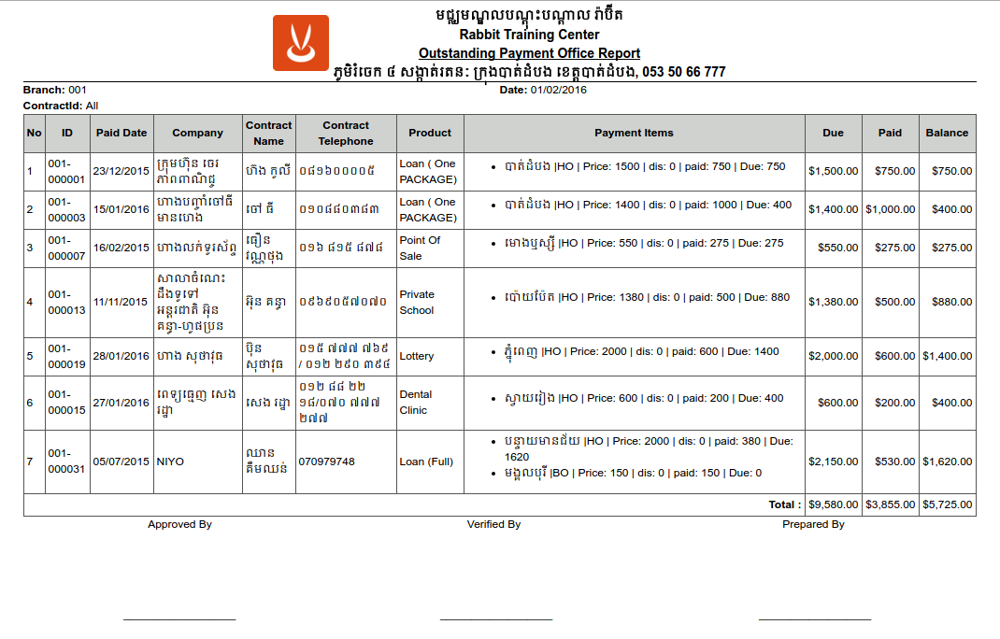 មជ្ឈមណ្ឌលបណ្តុះបណ្តាល រ៉ាប៊ីត
Rabbit Training Center
Outstanding Payment Office Report
ភូមិរំចេក ៤ សង្កាត់រតនៈ ក្រុងបាត់ដំបង ខេត្តបាត់ដំបង, 053 50 66 777
Branch: 001 Date: 01/02/2016
ContractId: All
No ID Paid Date Company Contract Name Contract Telephone Product Payment Items Due Paid Balance
1 001-000001 23/12/2015 ក្រុមហ៊ុន ចេរ ភាពពាណិជ្ជ ហ៊ង កូលី ០៨១៦០០០០៥ Loan ( One PACKAGE) • បាត់ដំបង |HO | Price: 1500 | dis: 0 | paid: 750 | Due: 750 $1,500.00 $750.00 $750.00
2 001-000003 15/01/2016 ហាងបញ្ចាំចៅធី មានហេង ចៅ ធី ០១០៨៨០៣៨៣ Loan ( One PACKAGE) • បាត់ដំបង |HO | Price: 1400 | dis: 0 | paid: 1000 | Due: 400 $1,400.00 $1,000.00 $400.00
3 001-000007 16/02/2015 ហាងលក់ទូរស័ព្ទ ធឿន វណ្ណថុង ០១៦ ៨១៥ ៨៧៨ Point Of Sale • មោងឬស្សី |HO | Price: 550 | dis: 0 | paid: 275 | Due: 275 $550.00 $275.00 $275.00
4 001-000013 11/11/2015 សាលាចំណេះ ដឹងទូទៅ អន្តរជាតិ អ៊ុន គន្ធា-ហូផប្រន អ៊ុន គន្ធា ០៩៦៩០៥៧០៧០ Private School • ប៉ោយប៉ែត |HO | Price: 1380 | dis: 0 | paid: 500 | Due: 880 $1,380.00 $500.00 $880.00
5 001-000019 28/01/2016 ហាង សុថាវុធ ប៊ុន សុថាវុធ ០១៥ ៧៧៧ ៧៦៩ / ០១២ ២៩០ ៣៩៤ Lottery • ភ្នំពេញ |HO | Price: 2000 | dis: 0 | paid: 600 | Due: 1400 $2,000.00 $600.00 $1,400.00
6 001-000015 27/01/2016 ពេទ្យធ្មេញ សេង រដ្ឋា សេង រដ្ឋា ០១២ ៨៨ ២២ ១៨/០៧០ ៧៧៧ ២៧៧ Dental Clinic • ស្វាយរៀង |HO | Price: 600 | dis: 0 | paid: 200 | Due: 400 $600.00 $200.00 $400.00
7 001-000031 05/07/2015 NIYO ឈាន គឹមឈន់ 070979748 Loan (Full) • បន្ទាយមានជ័យ |HO | Price: 2000 | dis: 0 | paid: 380 | Due: 1620 • មង្គលបុរី |BO | Price: 150 | dis: 0 | paid: 150 | Due: 0 $2,150.00 $530.00 $1,620.00
Total : $9,580.00 $3,855.00 $5,725.00
Approved By Verified By Prepared By